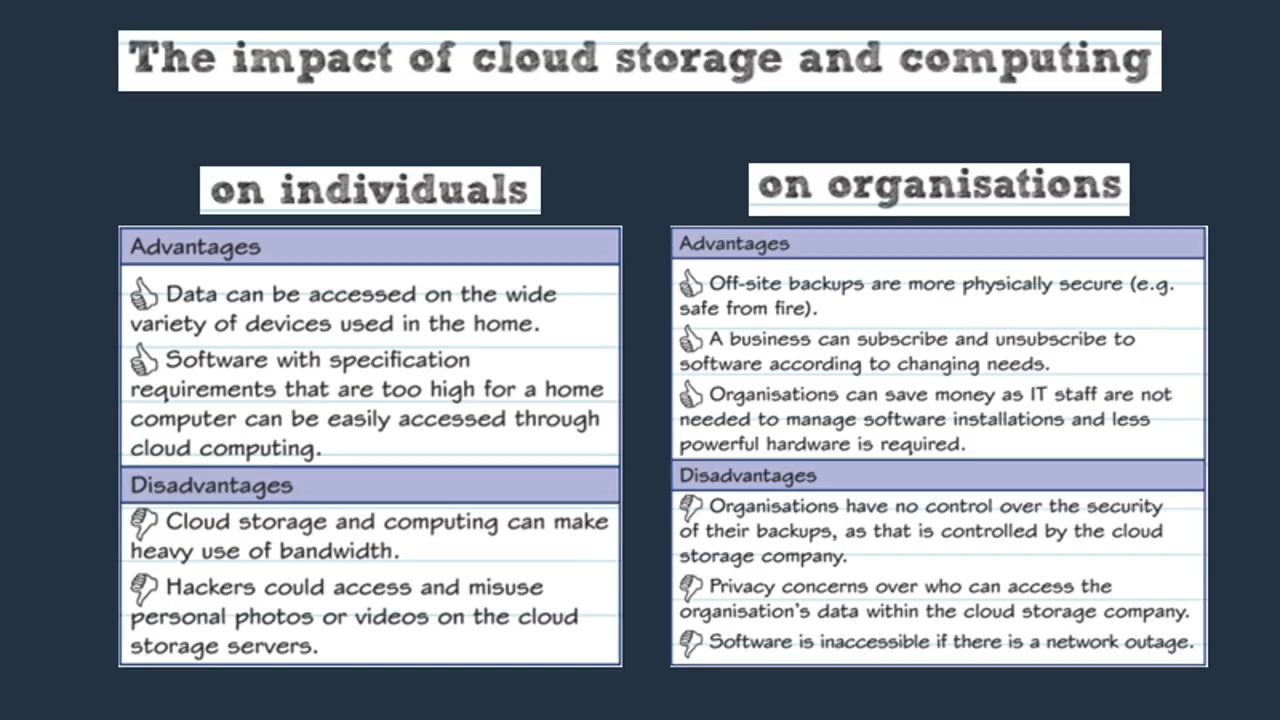 The impact of cloud storage and computing
on individuals
Advantages
Data can be accessed on the wide
variety of devices used in the home.
Software with specification
requirements that are too high for a home
computer can be easily accessed through
cloud computing.
Disadvantages
Cloud storage and computing can make
heavy use of bandwidth.
Hackers could access and misuse
personal photos or videos on the cloud
storage servers.
on organisations
Advantages
Off-site backups are more physically secure (e.g.
safe from fire).
A business can subscribe and unsubscribe to
software according to changing needs.
Organisations can save money as IT staff are not
needed to manage software installations and less
powerful hardware is required.
Disadvantages
Organisations have no control over the security
of their backups, as that is controlled by the cloud
storage company.
Privacy concerns over who can access the
organisation's data within the cloud storage company.
Software is inaccessible if there is a network outage.